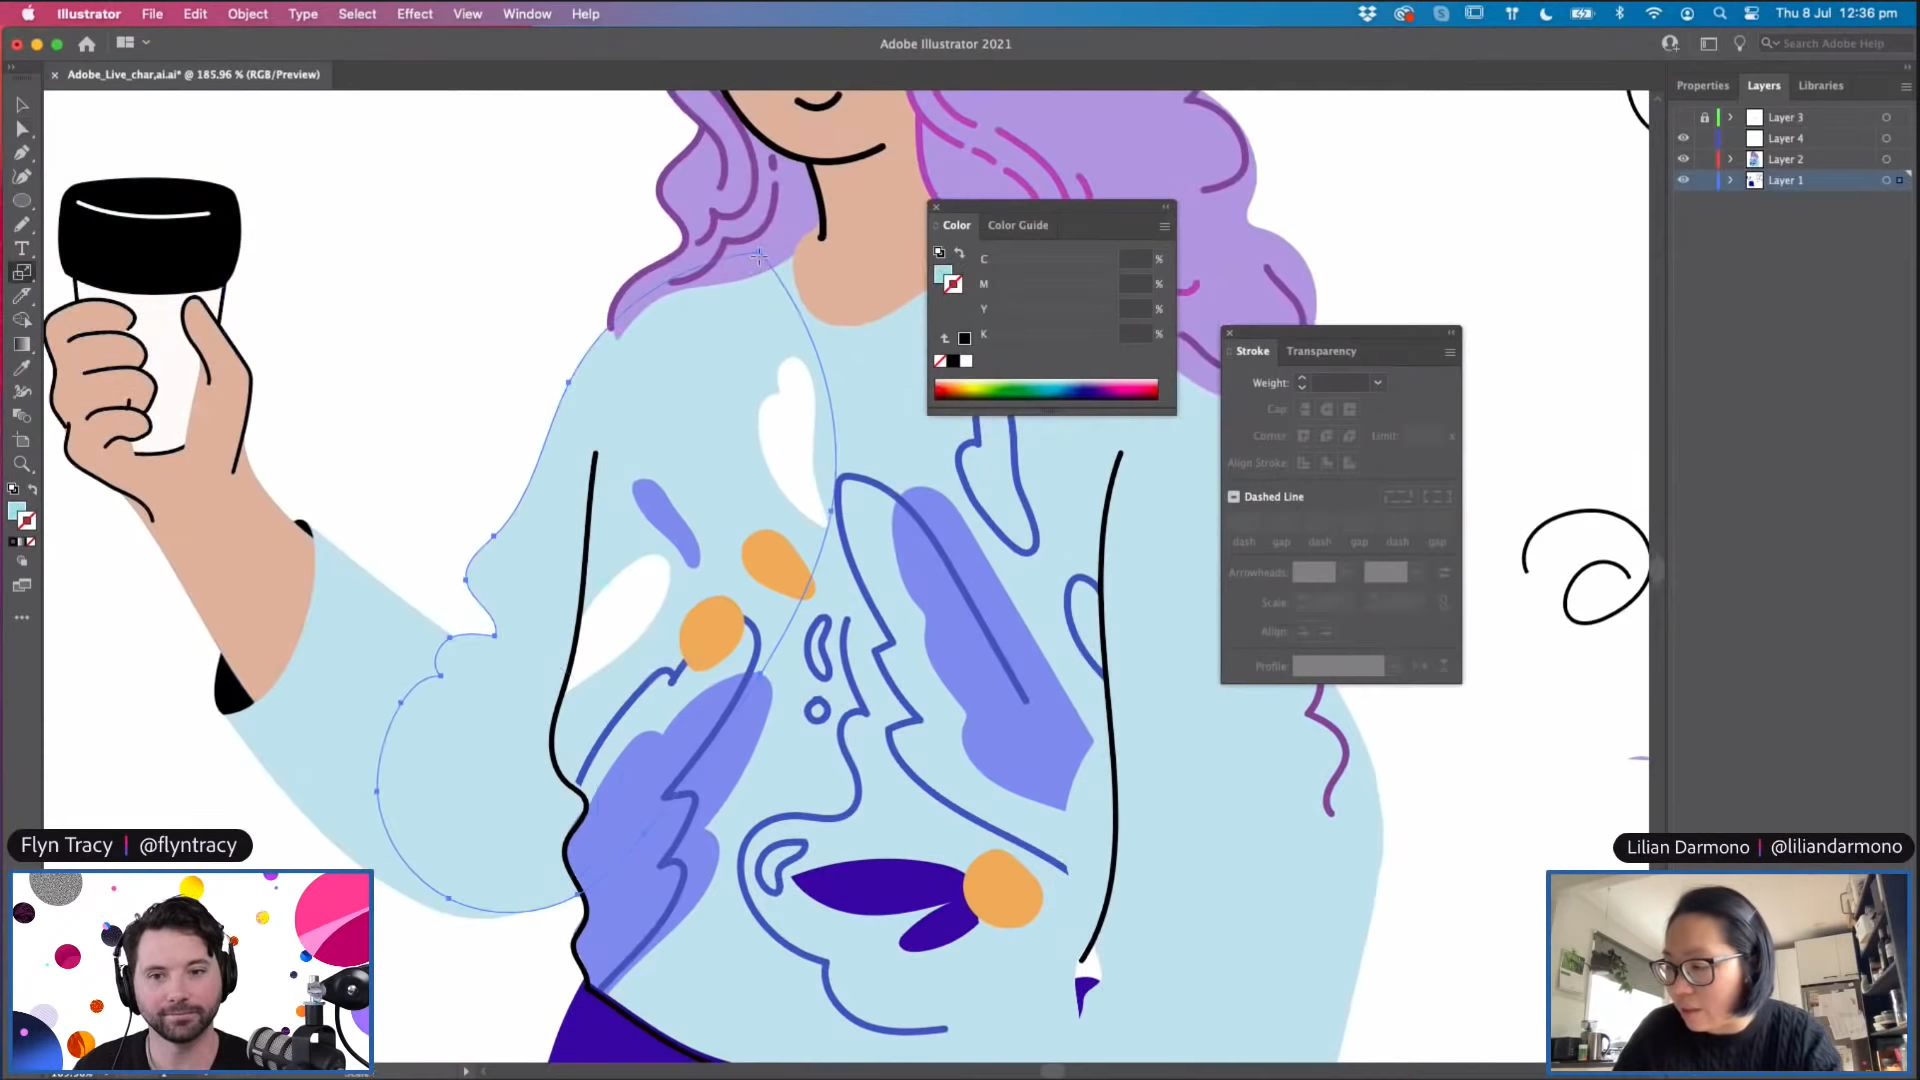 Illustrator File Edit Object Type Select Effect View Window Help
Thu 8 Jul 12:36 pm
Adobe Illustrator 2021
Search Adobe Help
Adobe_Live_char,ai.ai* @ 185.96 % (RGB/Preview)
Properties Layers Libraries
Layer 3
Layer 4
Layer 2
Layer 1
Color Color Guide
C %
M %
Y %
K %
Stroke Transparency
Weight:
Cap:
Corner: Limit: x
Align Stroke:
Dashed Line
dash gap dash gap dash gap
Arrowheads:
Scale:
Align:
Profile:
Flyn Tracy | @flyntracy
Lilian Darmono | @liliandarmono